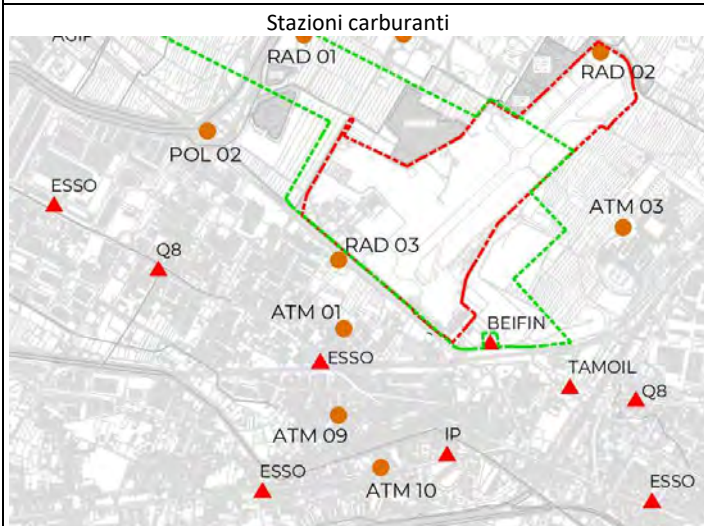 Stazioni carburanti
AGIP
RAD 01
RAD 02
POL 02
ESSO
ATM 03
Q8
RAD 03
ATM 01
BEIFIN
ESSO
TAMOIL
Q8
ATM 09
IP
ESSO
ATM 10
ESSO